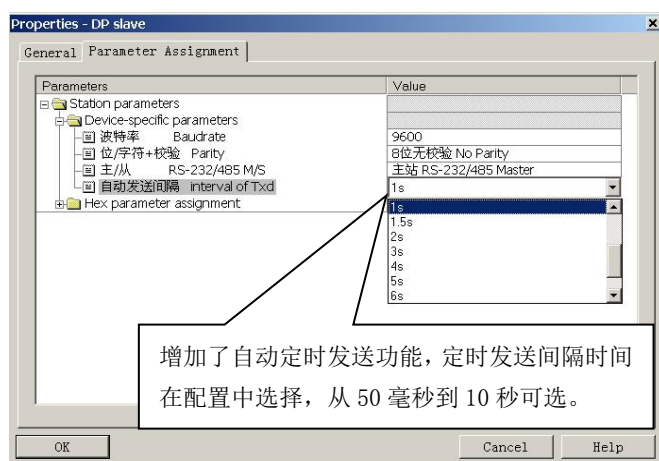 Properties - DP slave
General Parameter Assignment
Parameters Value
Station parameters
Device-specific parameters
波特率 Baudrate 9600
位/字符+校验 Parity 8位无校验 No Parity
主/从 RS-232/485 M/S 主站 RS-232/485 Master
自动发送间隔 interval of Txd 1s
Hex parameter assignment
1s
1.5s
2s
3s
4s
5s
6s
增加了自动定时发送功能，定时发送间隔时间
在配置中选择，从 50 毫秒到 10 秒可选。
OK Cancel Help